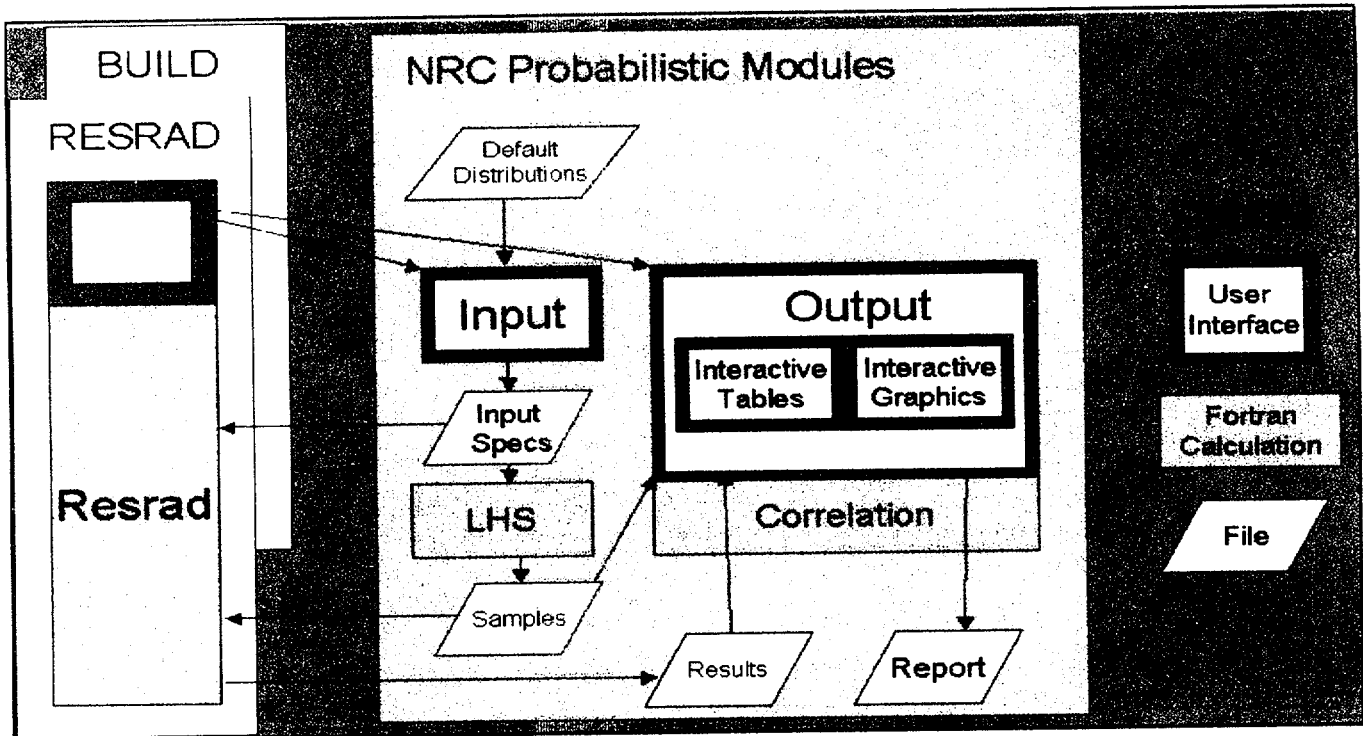 BUILD
RESRAD
Resrad
NRC Probabilistic Modules
Default
Distributions
Input
Input
Specs
LHS
Samples
Output
Interactive
Tables
Interactive
Graphics
Correlation
Results
Report
User
Interface
Fortran
Calculation
File